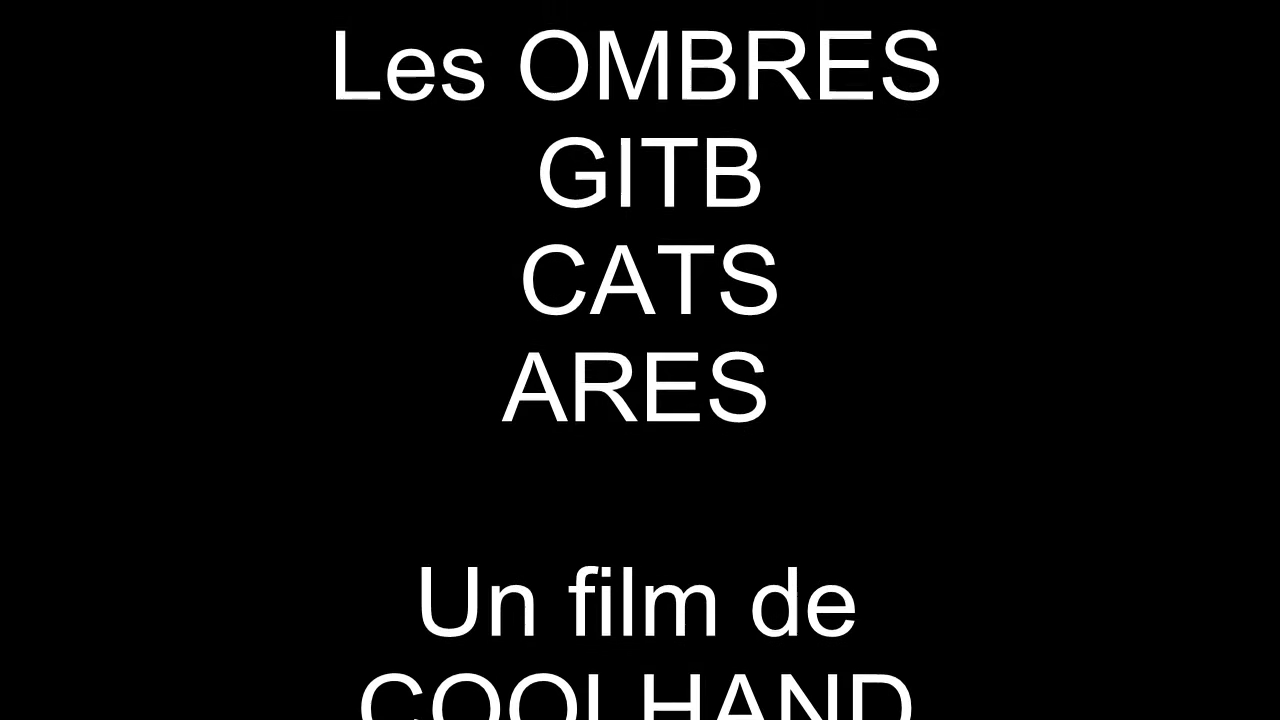 Les OMBRES
GITB
CATS
ARES
Un film de
COOLHAND